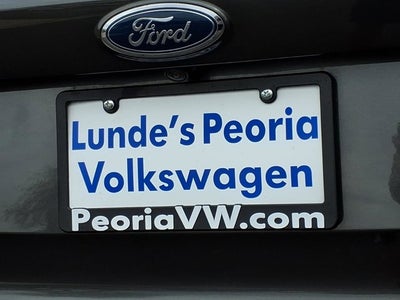 Ford
Lunde's Peoria
Volkswagen
PeoriaVW.com